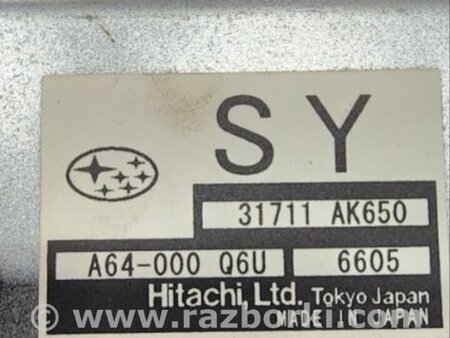 SY
31711 AK650
A64-000 Q6U 6605
Hitachi, Ltd. Tokyo Japan
MADE IN JAPAN
www.razborki.com